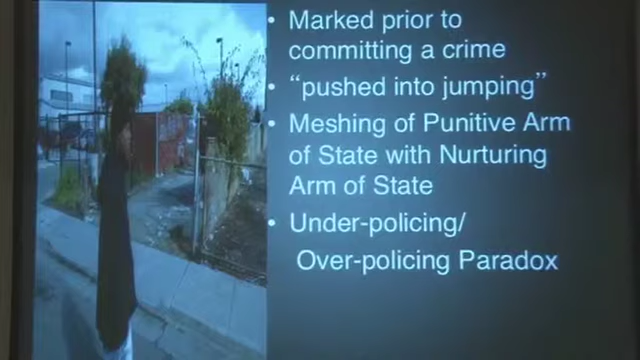 • Marked prior to
committing a crime
• “pushed into jumping”
• Meshing of Punitive Arm
of State with Nurturing
Arm of State
• Under-policing/
Over-policing Paradox